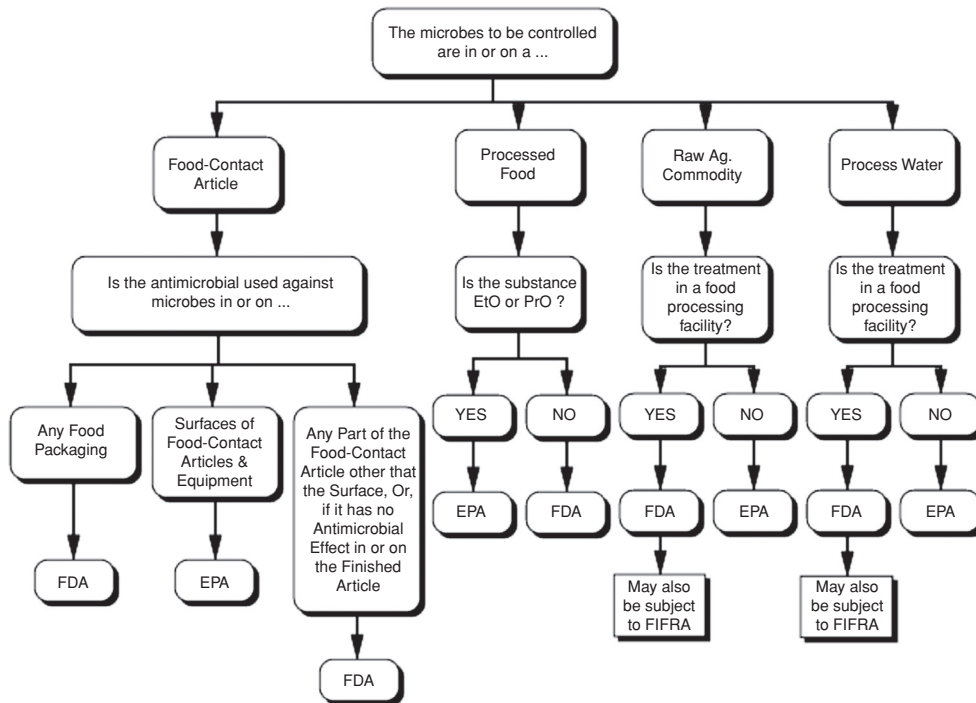 The microbes to be controlled
are in or on a ...
Food-Contact
Article
Processed
Food
Raw Ag.
Commodity
Process Water
Is the antimicrobial used against
microbes in or on ...
Is the substance
EtO or PrO ?
Is the treatment
in a food
processing
facility?
Is the treatment
in a food
processing
facility?
Any Food
Packaging
Surfaces of
Food-Contact
Articles &
Equipment
Any Part of the
Food-Contact
Article other that
the Surface, Or,
if it has no
Antimicrobial
Effect in or on
the Finished
Article
YES
NO
YES
NO
YES
NO
EPA
FDA
FDA
EPA
FDA
EPA
FDA
EPA
May also
be subject
to FIFRA
May also
be subject
to FIFRA
FDA